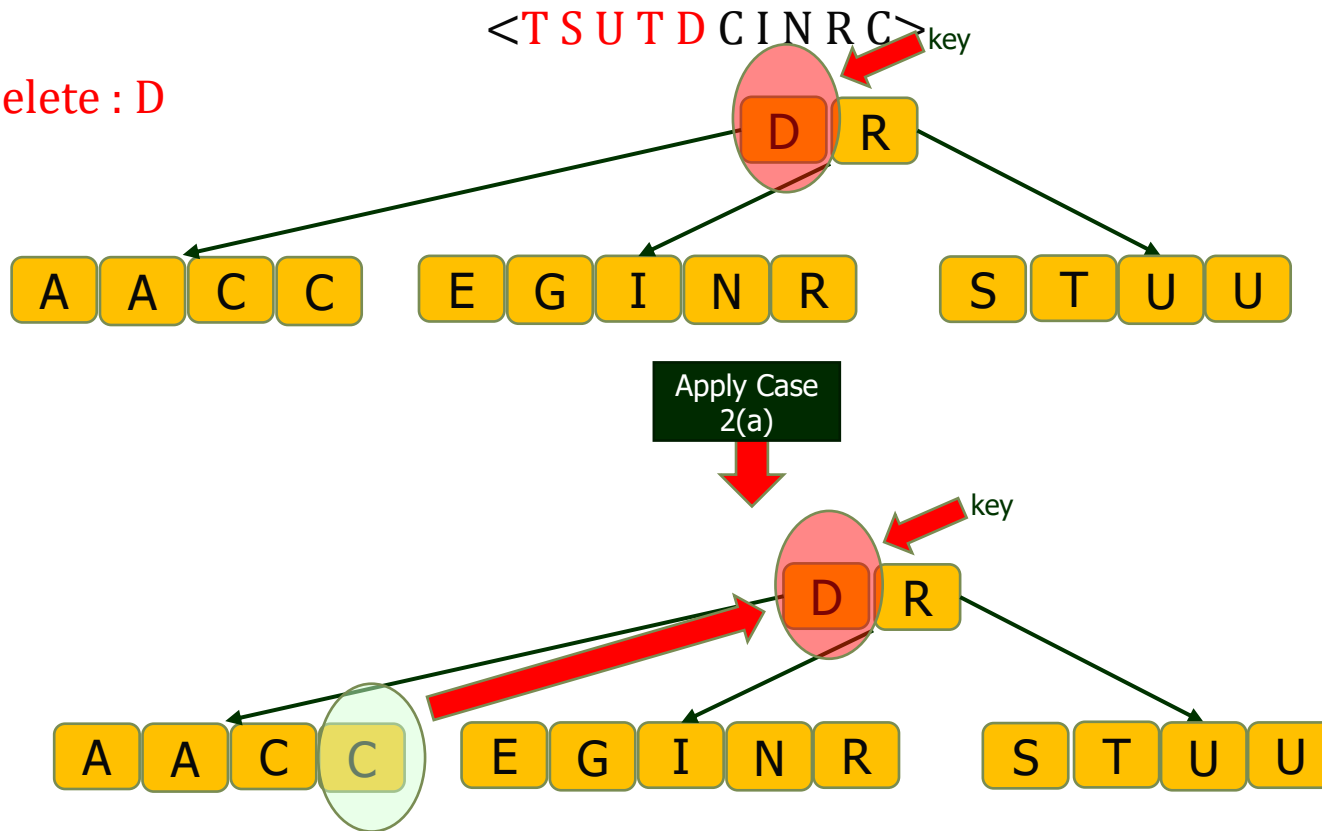 <T S U T D C I N R C>
key
elete : D
D R
A A C C E G I N R S T U U
Apply Case
2(a)
key
D R
A A C C E G I N R S T U U